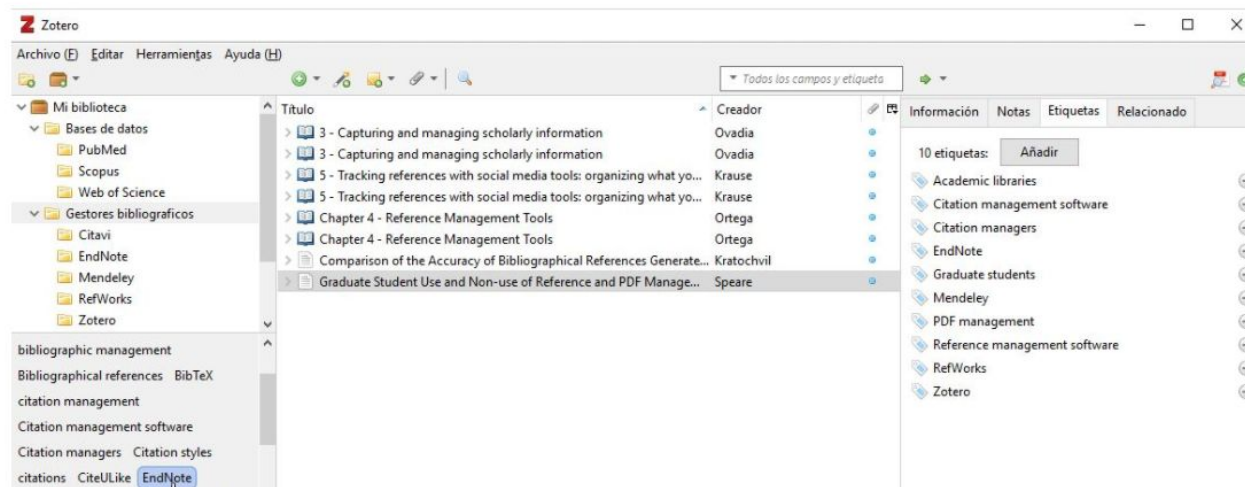 Zotero
Archivo (F) Editar Herramientas Ayuda (H)
Todos los campos y etiqueta
Mi biblioteca
Bases de datos
PubMed
Scopus
Web of Science
Gestores bibliograficos
Citavi
EndNote
Mendeley
RefWorks
Zotero
bibliographic management
Bibliographical references BibTeX
citation management
Citation management software
Citation managers Citation styles
citations CiteULike EndNote
Título Creador
3 - Capturing and managing scholarly information Ovadia
3 - Capturing and managing scholarly information Ovadia
5 - Tracking references with social media tools: organizing what yo... Krause
5 - Tracking references with social media tools: organizing what yo... Krause
Chapter 4 - Reference Management Tools Ortega
Chapter 4 - Reference Management Tools Ortega
Comparison of the Accuracy of Bibliographical References Generate... Kratochvil
Graduate Student Use and Non-use of Reference and PDF Manage... Speare
Información Notas Etiquetas Relacionado
10 etiquetas: Añadir
Academic libraries
Citation management software
Citation managers
EndNote
Graduate students
Mendeley
PDF management
Reference management software
RefWorks
Zotero